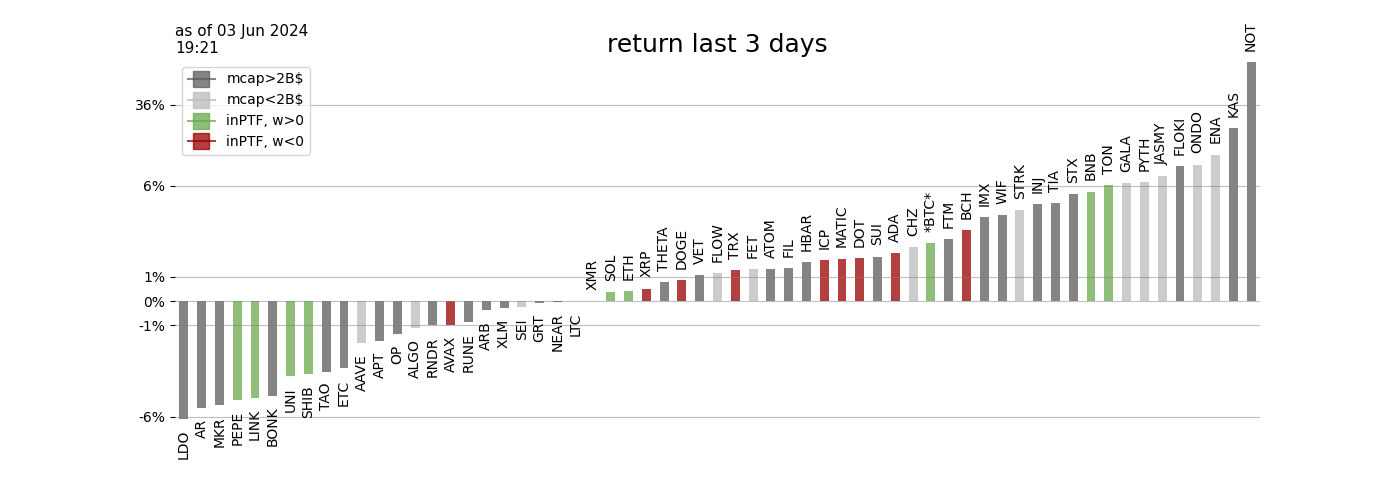 as of 03 Jun 2024
19:21
return last 3 days
mcap>2B$
mcap<2B$
inPTF, w>0
inPTF, w<0
36%
6%
1%
0%
-1%
-6%
LDO
AR
MKR
PEPE
LINK
BONK
UNI
SHIB
TAO
ETC
AAVE
APT
OP
ALGO
RNDR
AVAX
RUNE
ARB
XLM
SEI
GRT
NEAR
LTC
XMR
SOL
ETH
XRP
THETA
DOGE
VET
FLOW
TRX
FET
ATOM
FIL
HBAR
ICP
MATIC
DOT
SUI
ADA
CHZ
*BTC*
FTM
BCH
IMX
WIF
STRK
INJ
TIA
STX
BNB
TON
GALA
PYTH
JASMY
FLOKI
ONDO
ENA
KAS
NOT